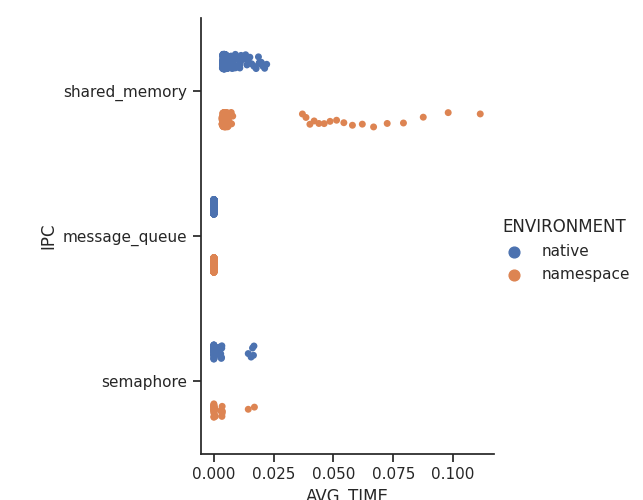 shared_memory
message_queue
semaphore
IPC
0.000 0.025 0.050 0.075 0.100
AVG_TIME
ENVIRONMENT
native
namespace